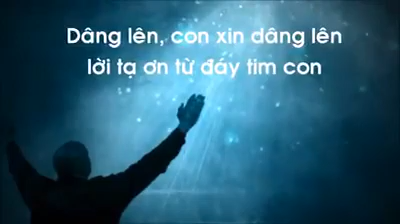 Dâng lên, con xin dâng lên
lời tạ ơn từ đáy tim con